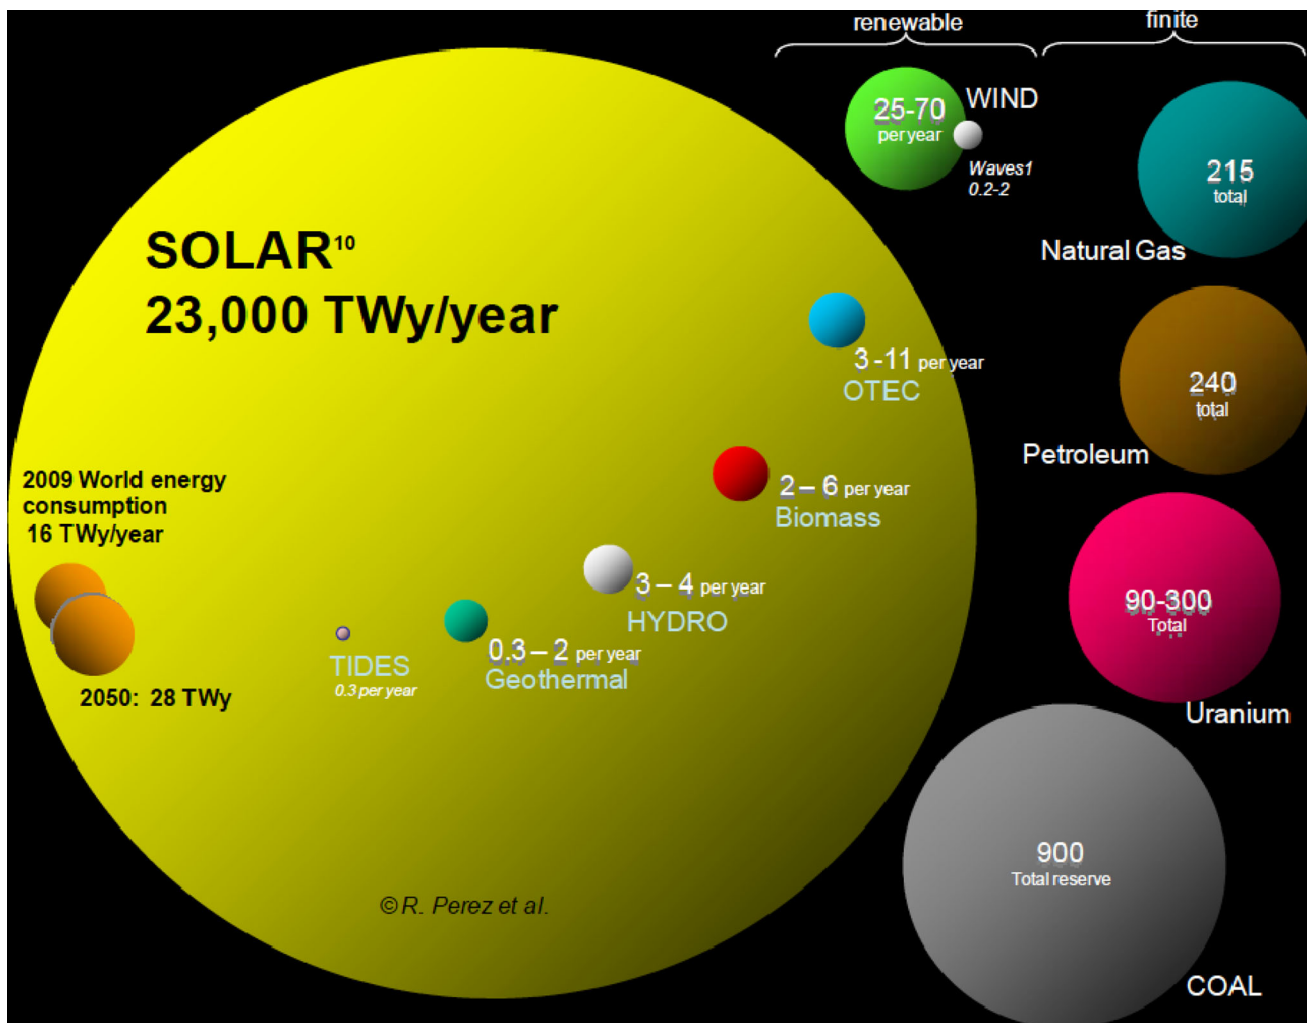 renewable
finite
25-70
per year
WIND
Waves1
0.2-2
215
total
Natural Gas
SOLAR¹⁰
23,000 TWy/year
3 -11 per year
OTEC
240
total
Petroleum
2009 World energy
consumption
16 TWy/year
2 – 6 per year
Biomass
3 – 4 per year
HYDRO
90-300
Total
Uranium
TIDES
0.3 per year
0.3 – 2 per year
Geothermal
2050: 28 TWy
900
Total reserve
COAL
© R. Perez et al.